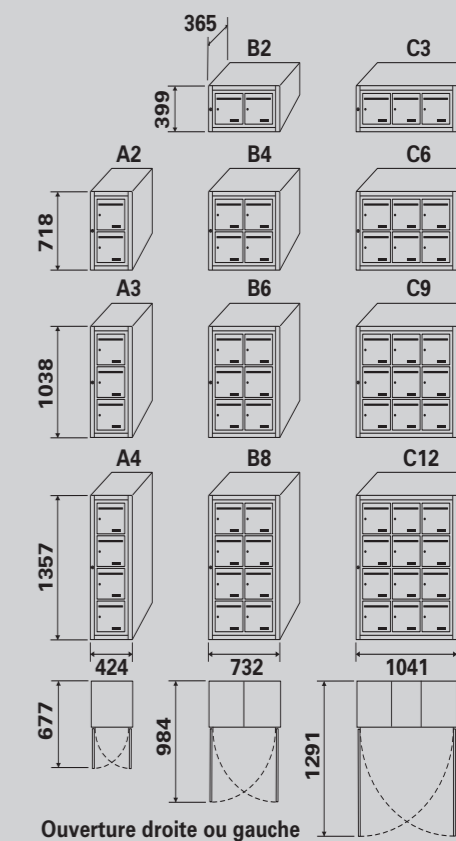 365
B2
C3
399
A2
B4
C6
718
A3
B6
C9
1038
A4
B8
C12
1357
424
732
1041
677
984
1291
Ouverture droite ou gauche